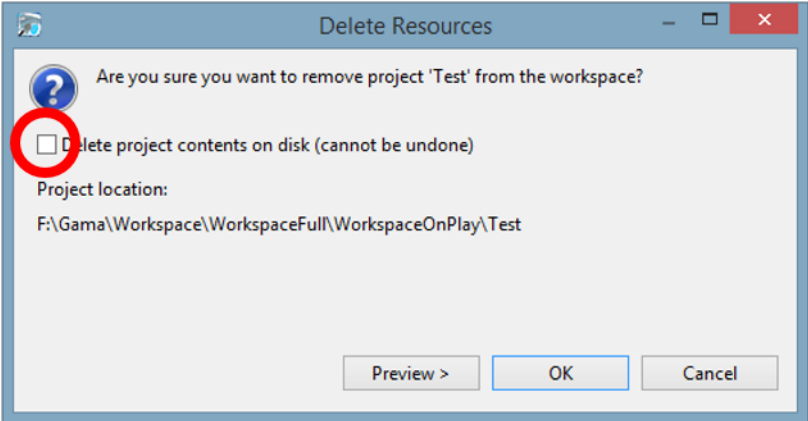 Delete Resources
Are you sure you want to remove project 'Test' from the workspace?
Delete project contents on disk (cannot be undone)
Project location:
F:\Gama\Workspace\WorkspaceFull\WorkspaceOnPlay\Test
Preview > OK Cancel